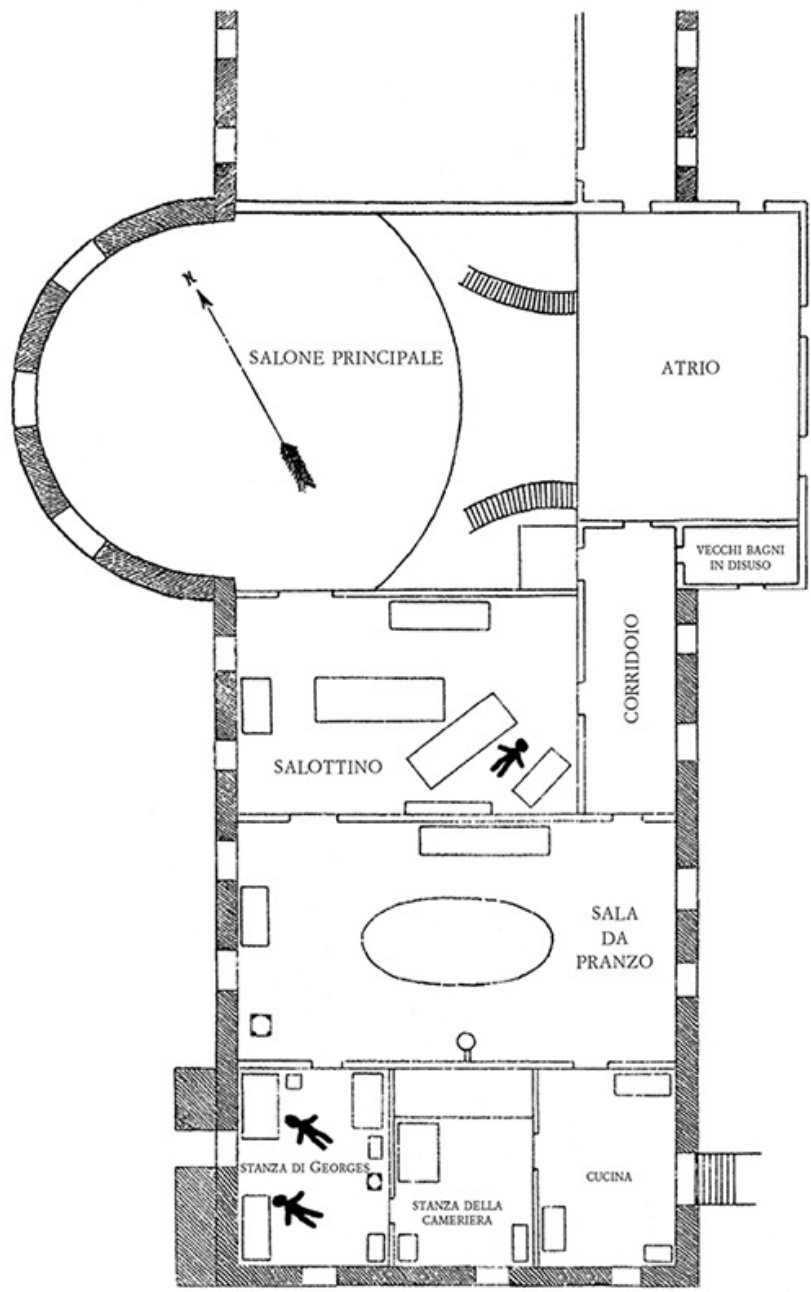 N
SALONE PRINCIPALE
ATRIO
VECCHI BAGNI
IN DISUSO
CORRIDOIO
SALOTTINO
SALA
DA
PRANZO
STANZA DI GEORGES
STANZA DELLA
CAMERIERA
CUCINA